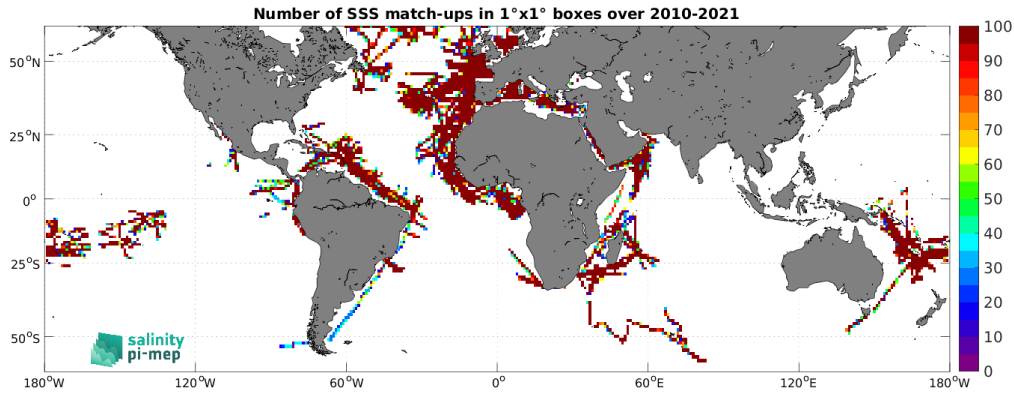 Number of SSS match-ups in 1°x1° boxes over 2010-2021
100
90
80
70
60
50
40
30
20
10
0
50°N
25°N
0°
25°S
50°S
salinity
pi-mep
180°W 120°W 60°W 0° 60°E 120°E 180°W